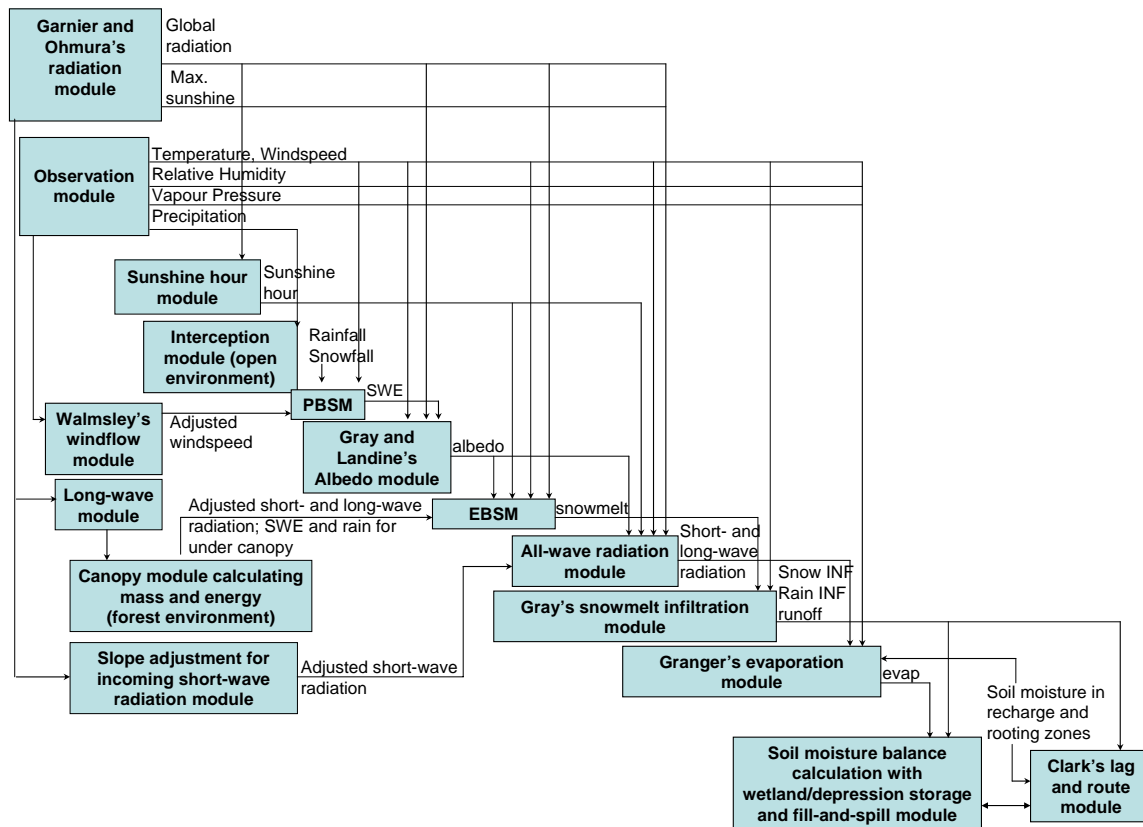 Garnier and
Ohmura's
radiation
module
Global
radiation
Max.
sunshine
Observation
module
Temperature, Windspeed
Relative Humidity
Vapour Pressure
Precipitation
Sunshine hour
module
Sunshine
hour
Interception
module (open
environment)
Rainfall
Snowfall
PBSM
SWE
Walmsley's
windflow
module
Adjusted
windspeed
Gray and
Landine's
Albedo module
albedo
Long-wave
module
Adjusted short- and long-wave
radiation; SWE and rain for
under canopy
EBSM
snowmelt
Canopy module calculating
mass and energy
(forest environment)
All-wave radiation
module
Short- and
long-wave
radiation
Gray's snowmelt infiltration
module
Snow INF
Rain INF
runoff
Slope adjustment for
incoming short-wave
radiation module
Adjusted short-wave
radiation
Granger's evaporation
module
evap
Soil moisture in
recharge and
rooting zones
Soil moisture balance
calculation with
wetland/depression storage
and fill-and-spill module
Clark's lag
and route
module